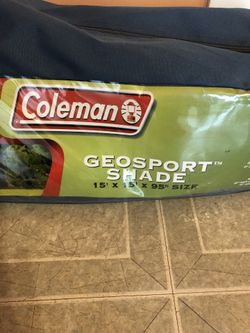 Coleman
GEOSPORT™
SHADE
15' X 15' X 95" SIZE